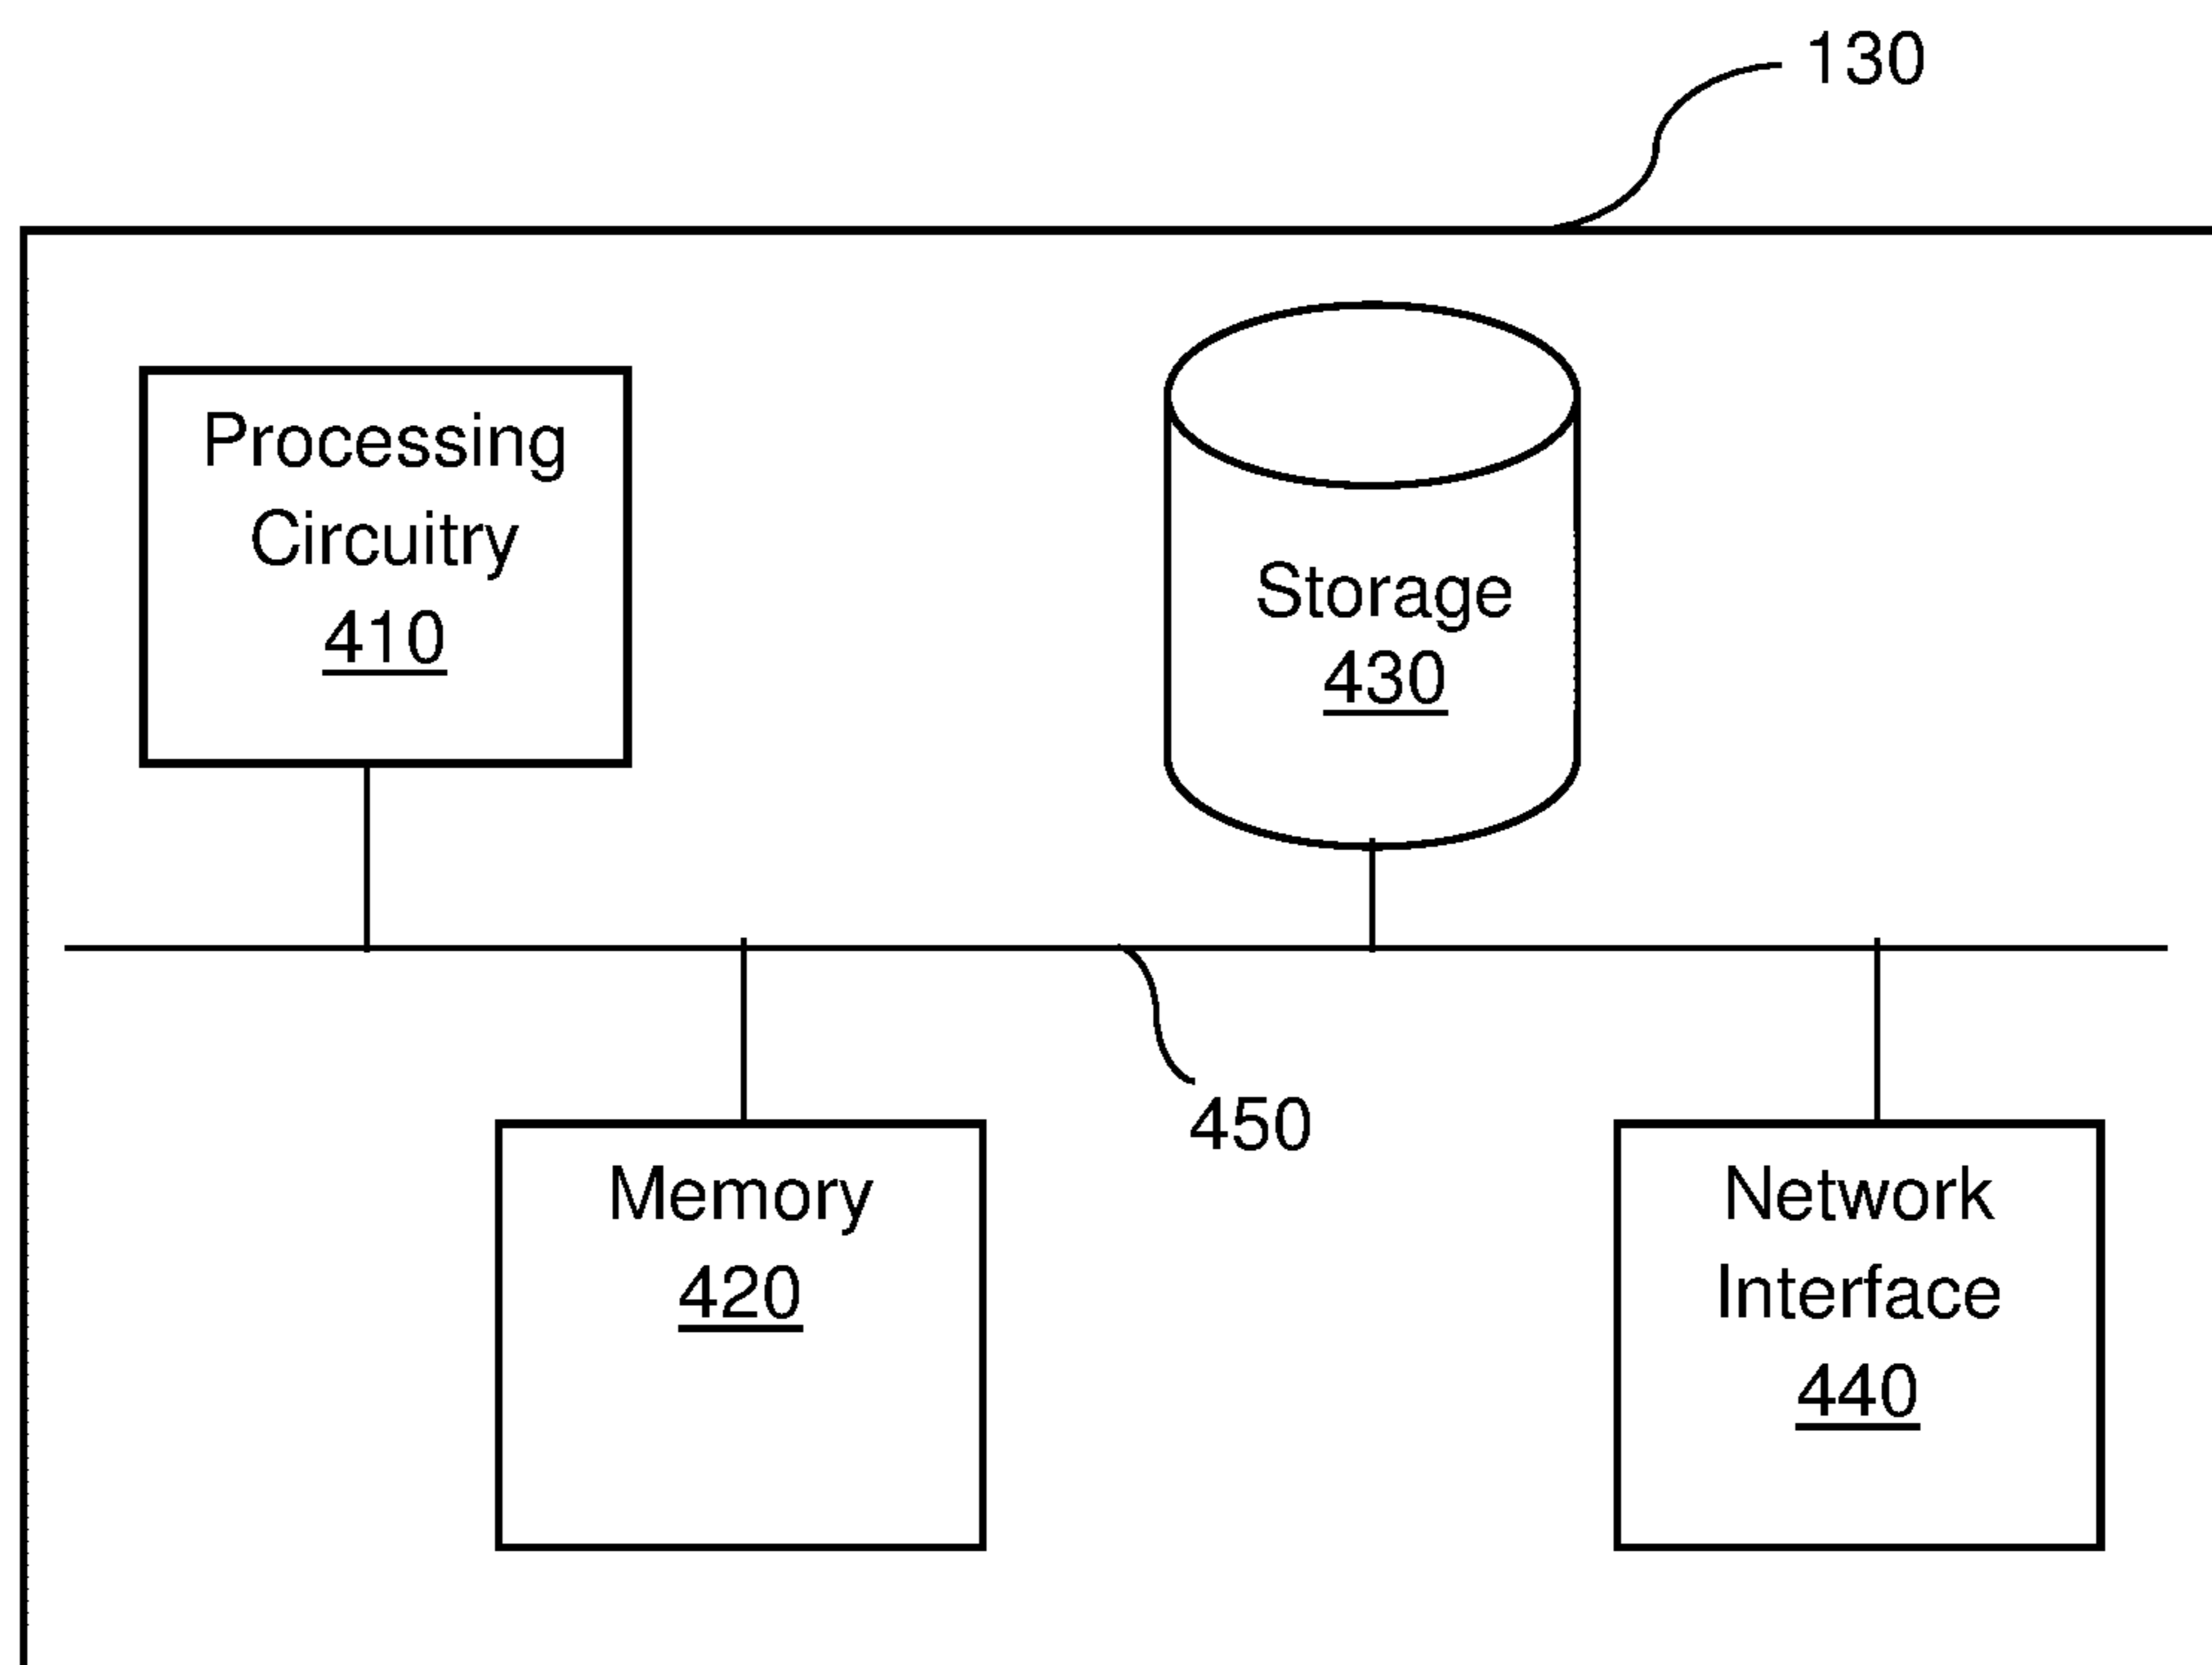 130
Processing
Circuitry
410
Storage
430
450
Memory
420
Network
Interface
440